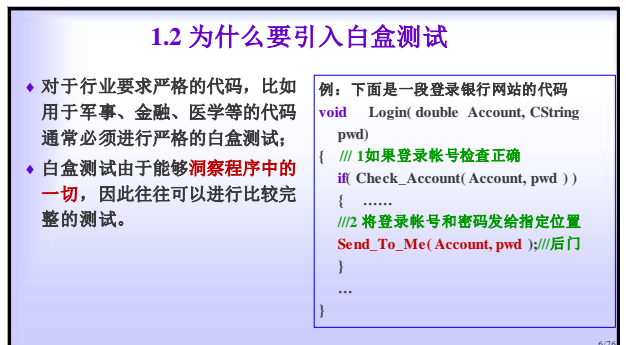 1.2 为什么要引入白盒测试
♦ 对于行业要求严格的代码，比如
用于军事、金融、医学等的代码
通常必须进行严格的白盒测试；
♦ 白盒测试由于能够洞察程序中的
一切，因此往往可以进行比较完
整的测试。
例：下面是一段登录银行网站的代码
void Login( double Account, CString
pwd)
{ /// 1如果登录帐号检查正确
if( Check_Account( Account, pwd ) )
{ ……
///2 将登录帐号和密码发给指定位置
Send_To_Me( Account, pwd );///后门
}
…
}
6/76